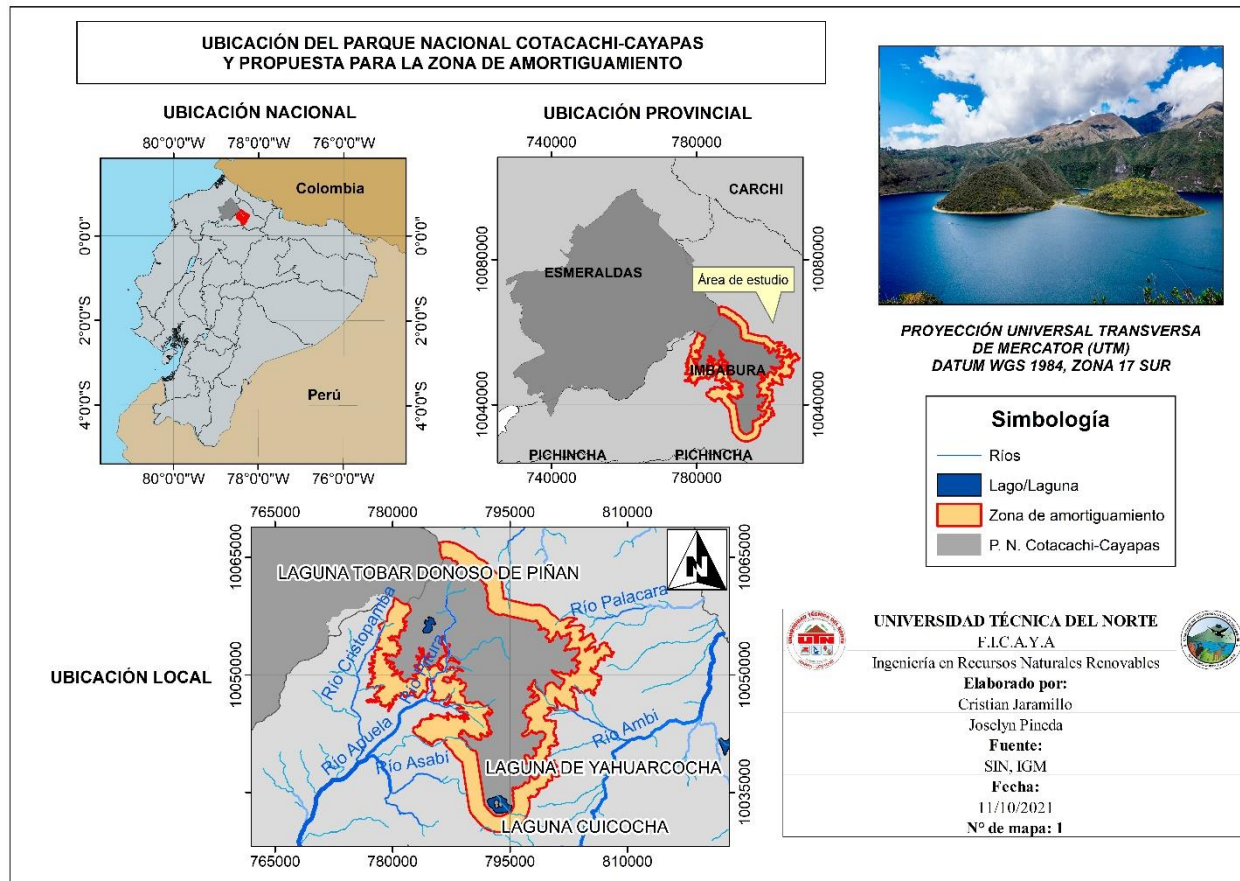 UBICACIÓN DEL PARQUE NACIONAL COTACACHI-CAYAPAS
Y PROPUESTA PARA LA ZONA DE AMORTIGUAMIENTO
UBICACIÓN NACIONAL
80°0'0"W 78°0'0"W 76°0'0"W
Colombia
0°0'0" 0°0'0"
2°0'0"S 2°0'0"S
Perú
4°0'0"S 4°0'0"S
80°0'0"W 78°0'0"W 76°0'0"W
UBICACIÓN PROVINCIAL
740000 780000
CARCHI
10080000 10080000
ESMERALDAS
Área de estudio
IMBABURA
10040000 10040000
PICHINCHA PICHINCHA
740000 780000
PROYECCIÓN UNIVERSAL TRANSVERSA
DE MERCATOR (UTM)
DATUM WGS 1984, ZONA 17 SUR
Simbología
Ríos
Lago/Laguna
Zona de amortiguamiento
P. N. Cotacachi-Cayapas
UBICACIÓN LOCAL
765000 780000 795000 810000
10065000 10065000
N
LAGUNA TOBAR DONOSO DE PIÑAN
Río Palacara
Río Cristopamba
10050000 10050000
Río Apuela
Río Ambi
Río Asabí
LAGUNA DE YAHUARCOCHA
10035000 10035000
LAGUNA CUICOCHA
765000 780000 795000 810000
UNIVERSIDAD TÉCNICA DEL NORTE
F.I.C.A.Y.A
Ingeniería en Recursos Naturales Renovables
Elaborado por:
Cristian Jaramillo
Joselyn Pineda
Fuente:
SIN, IGM
Fecha:
11/10/2021
N° de mapa: 1
UTN